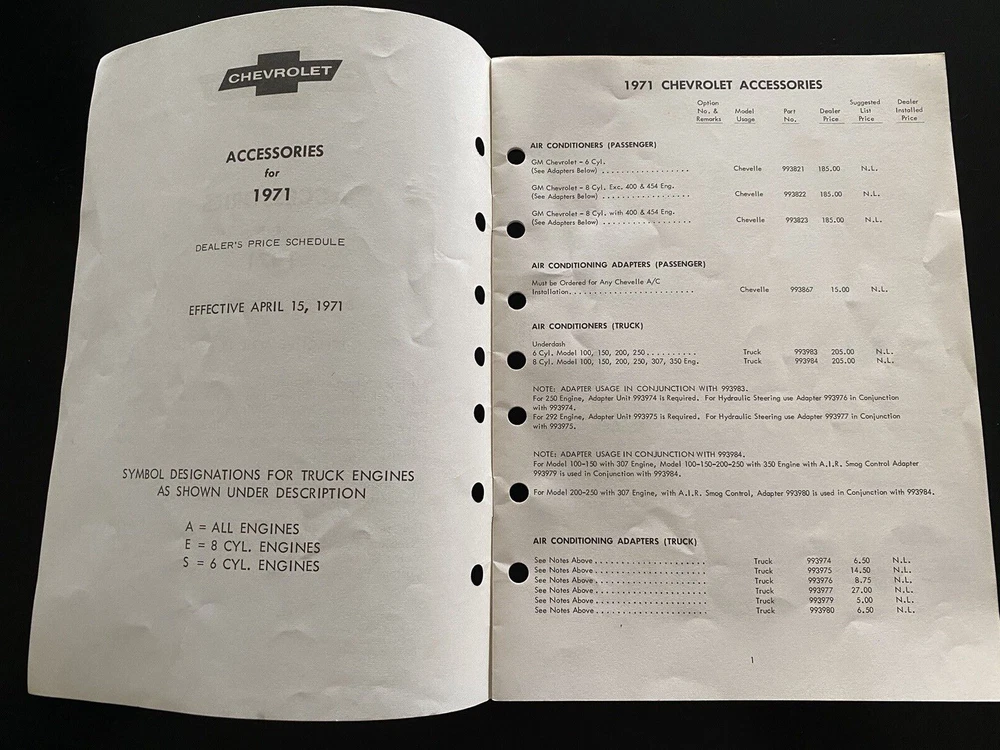 CHEVROLET
ACCESSORIES
for
1971
DEALER'S PRICE SCHEDULE
EFFECTIVE APRIL 15, 1971
SYMBOL DESIGNATIONS FOR TRUCK ENGINES
AS SHOWN UNDER DESCRIPTION
A = ALL ENGINES
E = 8 CYL. ENGINES
S = 6 CYL. ENGINES
1971 CHEVROLET ACCESSORIES
Option No. & Remarks Model Usage Part No. Dealer Price Suggested List Price Dealer Installed Price
AIR CONDITIONERS (PASSENGER)
GM Chevrolet - 6 Cyl.
(See Adapters Below) .................. Chevelle 993821 185.00 N.L.
GM Chevrolet - 8 Cyl. Exc. 400 & 454 Eng.
(See Adapters Below) .................. Chevelle 993822 185.00 N.L.
GM Chevrolet - 8 Cyl. with 400 & 454 Eng.
(See Adapters Below) .................. Chevelle 993823 185.00 N.L.
AIR CONDITIONING ADAPTERS (PASSENGER)
Must be Ordered for Any Chevelle A/C
Installation......................... Chevelle 993867 15.00 N.L.
AIR CONDITIONERS (TRUCK)
Underdash
6 Cyl. Model 100, 150, 200, 250.......... Truck 993983 205.00 N.L.
8 Cyl. Model 100, 150, 200, 250, 307, 350 Eng. Truck 993984 205.00 N.L.
NOTE: ADAPTER USAGE IN CONJUNCTION WITH 993983.
For 250 Engine, Adapter Unit 993974 is Required. For Hydraulic Steering use Adapter 993976 in Conjunction
with 993974.
For 292 Engine, Adapter Unit 993975 is Required. For Hydraulic Steering use Adapter 993977 in Conjunction
with 993975.
NOTE: ADAPTER USAGE IN CONJUNCTION WITH 993984.
For Model 100-150 with 307 Engine, Model 100-150-200-250 with 350 Engine with A.I.R. Smog Control Adapter
993979 is used in Conjunction with 993984.
For Model 200-250 with 307 Engine, with A.I.R. Smog Control, Adapter 993980 is used in Conjunction with 993984.
AIR CONDITIONING ADAPTERS (TRUCK)
See Notes Above....................... Truck 993974 6.50 N.L.
See Notes Above....................... Truck 993975 14.50 N.L.
See Notes Above....................... Truck 993976 8.75 N.L.
See Notes Above....................... Truck 993977 27.00 N.L.
See Notes Above....................... Truck 993979 5.00 N.L.
See Notes Above....................... Truck 993980 6.50 N.L.
1